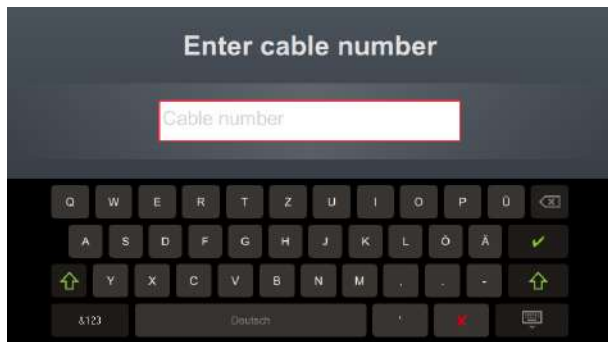 Enter cable number
Cable number
Q W E R T Z U I O P Ü
A S D F G H J K L Ö Ä
Y X C V B N M , . -
&123 Deutsch '